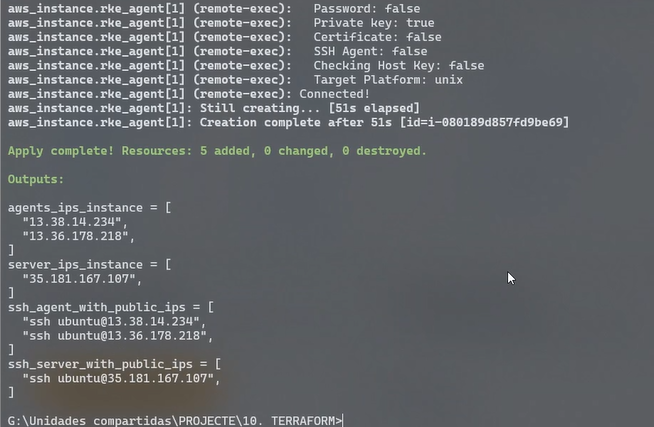 aws_instance.rke_agent[1] (remote-exec):   Password: false
aws_instance.rke_agent[1] (remote-exec):   Private key: true
aws_instance.rke_agent[1] (remote-exec):   Certificate: false
aws_instance.rke_agent[1] (remote-exec):   SSH Agent: false
aws_instance.rke_agent[1] (remote-exec):   Checking Host Key: false
aws_instance.rke_agent[1] (remote-exec):   Target Platform: unix
aws_instance.rke_agent[1] (remote-exec): Connected!
aws_instance.rke_agent[1]: Still creating... [51s elapsed]
aws_instance.rke_agent[1]: Creation complete after 51s [id=i-080189d857fd9be69]
Apply complete! Resources: 5 added, 0 changed, 0 destroyed.
Outputs:
agents_ips_instance = [
  "13.38.14.234",
  "13.36.178.218",
]
server_ips_instance = [
  "35.181.167.107",
]
ssh_agent_with_public_ips = [
  "ssh ubuntu@13.38.14.234",
  "ssh ubuntu@13.36.178.218",
]
ssh_server_with_public_ips = [
  "ssh ubuntu@35.181.167.107",
]
G:\Unidades compartidas\PROJECTE\10. TERRAFORM>